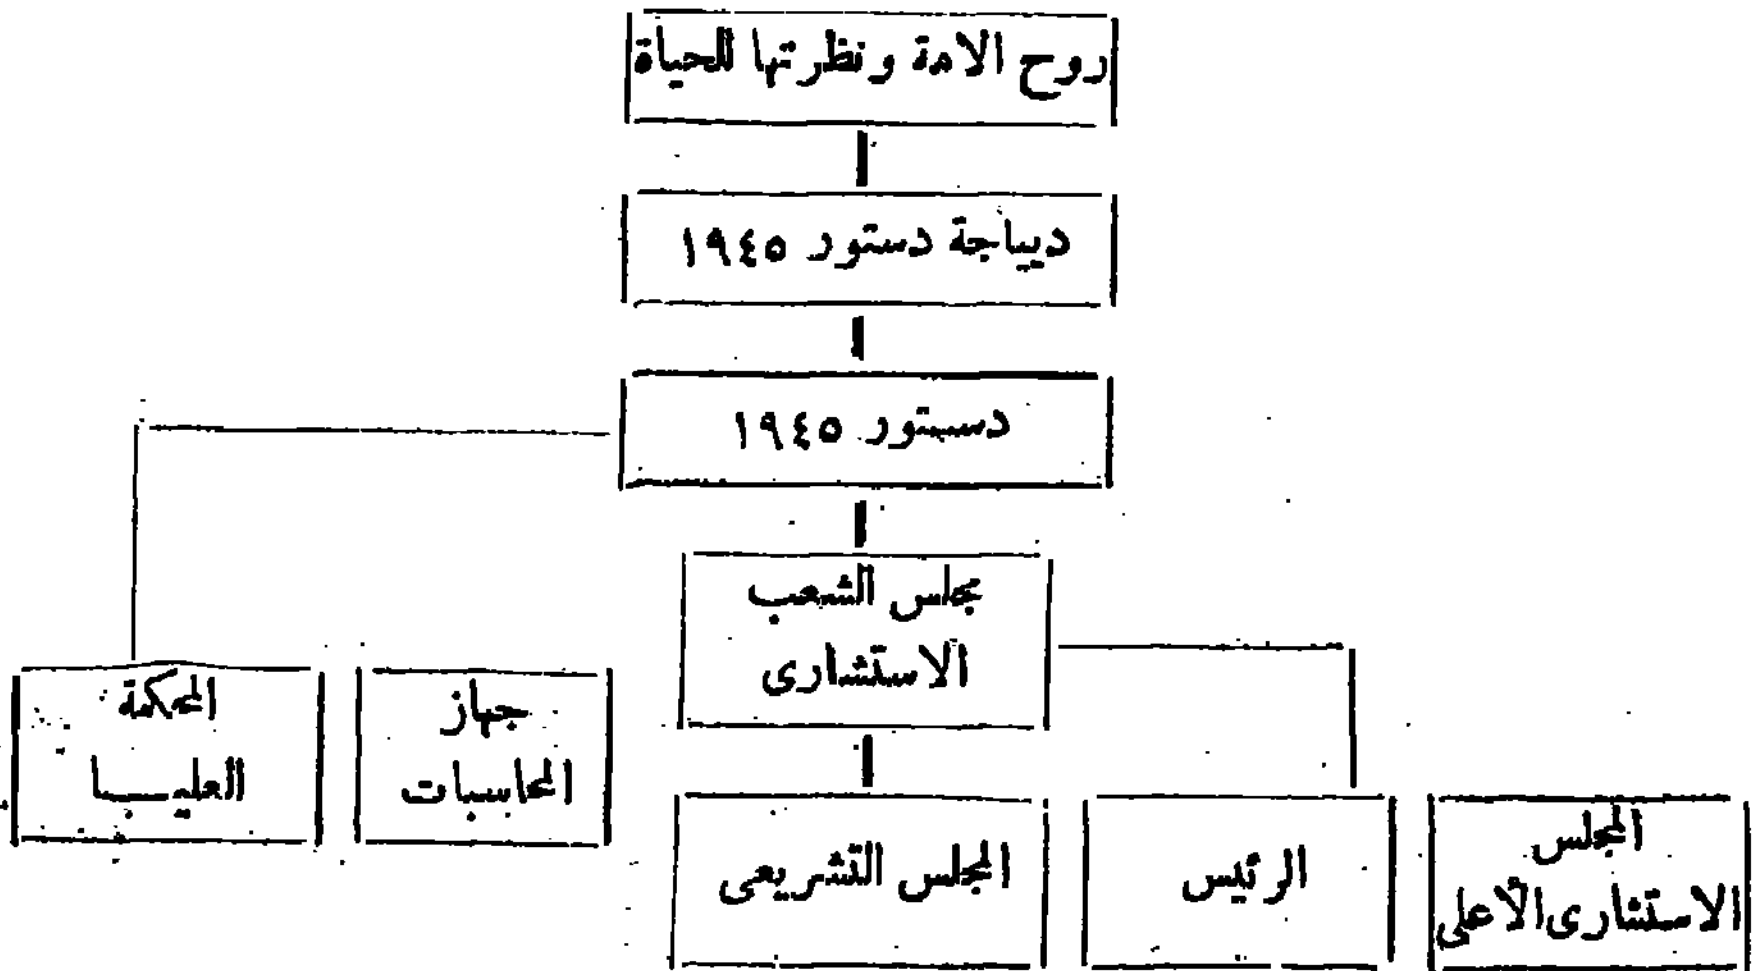 روح الامة ونظرتها للحياة
ديباجة دستور ١٩٤٥
دستور ١٩٤٥
مجلس الشعب
الاستشارى
المحكمة
العليا
جهاز
المحاسبات
المجلس التشريعى
الرئيس
المجلس
الاستشارى الأعلى